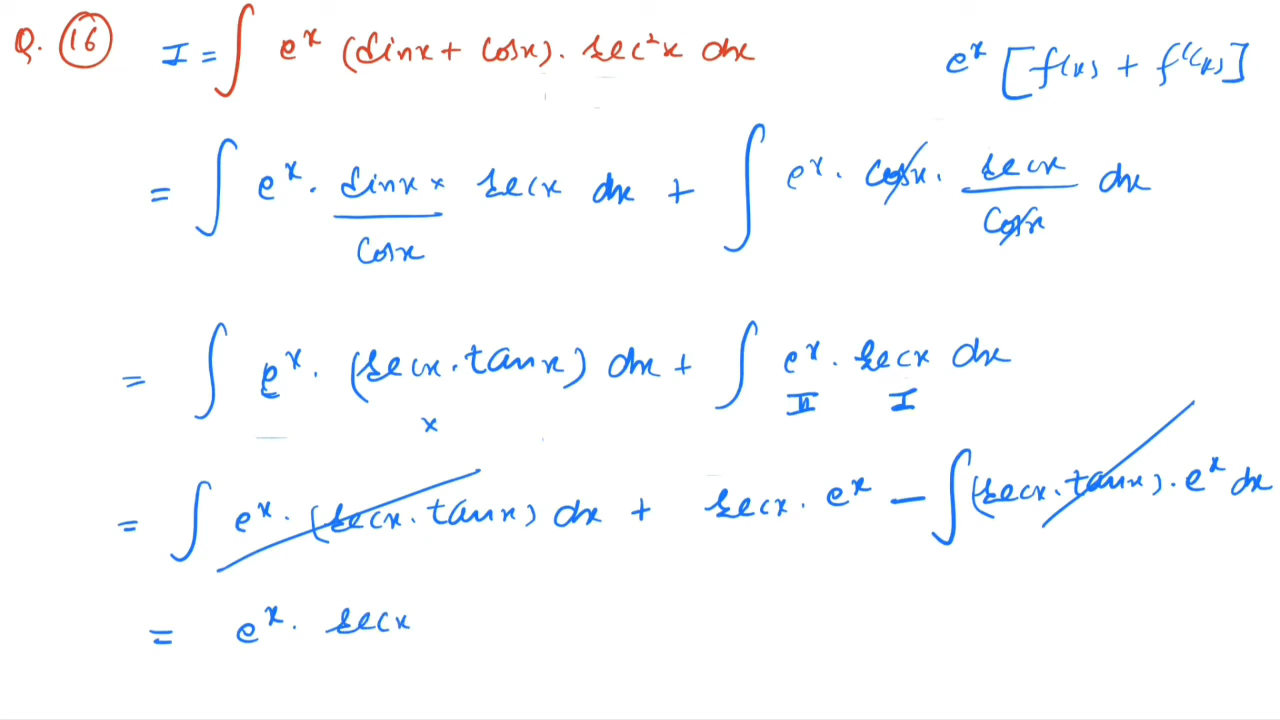 Q. (16) I = ∫ e^x (sinx + cosx). sec²x dx e^x [f(x) + f'(x)]
= ∫ e^x. sinx × secx dx / cosx + ∫ e^x. cosx. secx / cosx dx
= ∫ e^x. (secx. tanx) dx + ∫ e^x. secx dx
x II I
= ∫ e^x. (secx. tanx) dx + secx. e^x − ∫ (secx. tanx). e^x dx
= e^x. secx